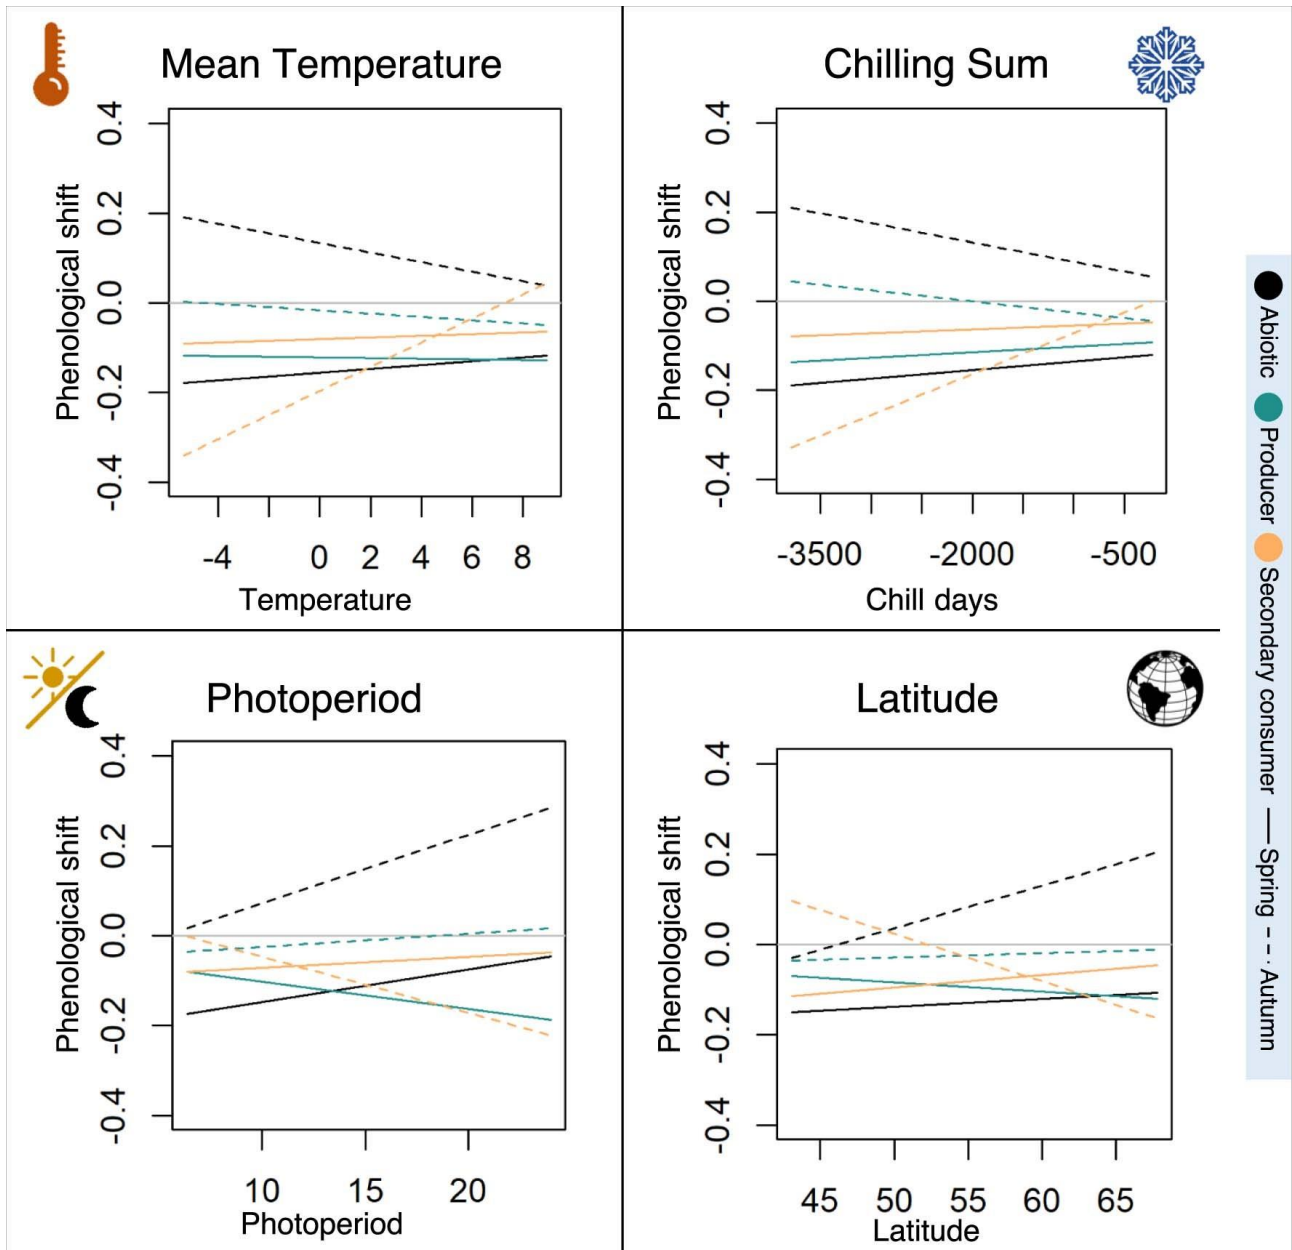 Mean Temperature
Phenological shift
0.4
0.2
0.0
-0.2
-0.4
-4 0 2 4 6 8
Temperature
Chilling Sum
Phenological shift
0.4
0.2
0.0
-0.2
-0.4
-3500 -2000 -500
Chill days
Photoperiod
Phenological shift
0.4
0.2
0.0
-0.2
-0.4
10 15 20
Photoperiod
Latitude
Phenological shift
0.4
0.2
0.0
-0.2
-0.4
45 50 55 60 65
Latitude
Abiotic Producer Secondary consumer Spring Autumn